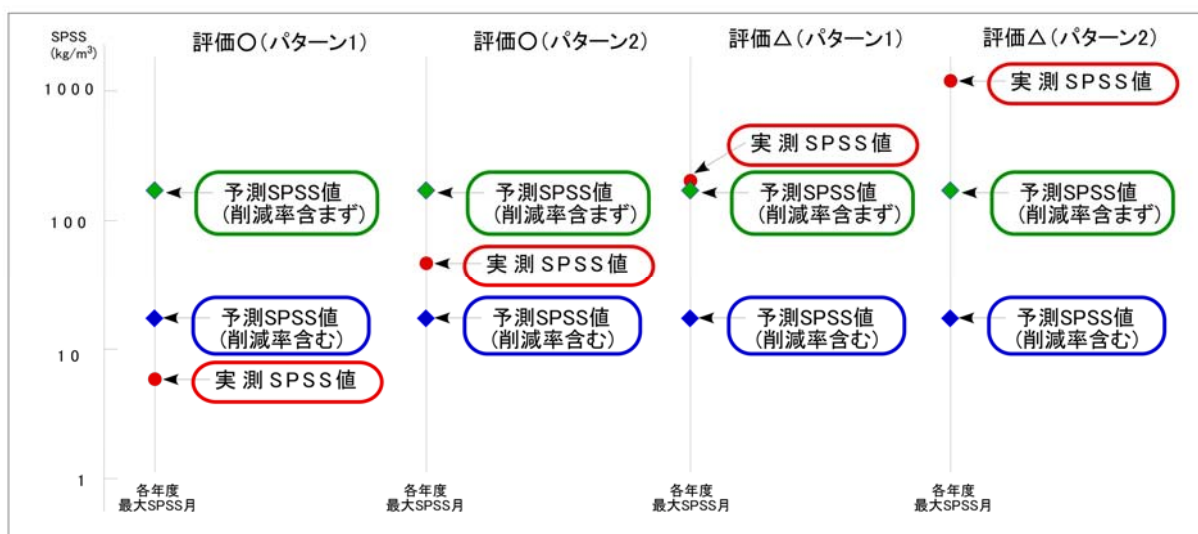 SPSS
(kg/m³)
評価〇(パターン1)
評価〇(パターン2)
評価△(パターン1)
評価△(パターン2)
1000
100
10
1
予測SPSS値
(削減率含まず)
予測SPSS値
(削減率含む)
実測SPSS値
各年度
最大SPSS月
予測SPSS値
(削減率含まず)
実測SPSS値
予測SPSS値
(削減率含む)
各年度
最大SPSS月
実測SPSS値
予測SPSS値
(削減率含まず)
予測SPSS値
(削減率含む)
各年度
最大SPSS月
実測SPSS値
予測SPSS値
(削減率含まず)
予測SPSS値
(削減率含む)
各年度
最大SPSS月